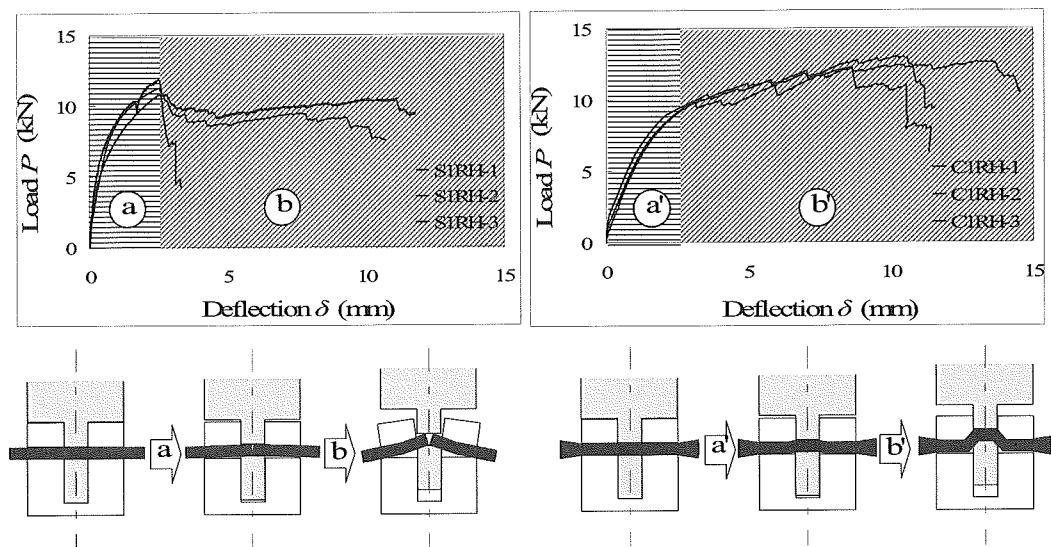 15
10
5
0
Load P (kN)
a
b
S1RH-1
S1RH-2
S1RH-3
0
5
10
15
Deflection δ (mm)
15
10
5
0
Load P (kN)
a'
b'
C1RH-1
C1RH-2
C1RH-3
0
5
10
15
Deflection δ (mm)
a
b
a'
b'